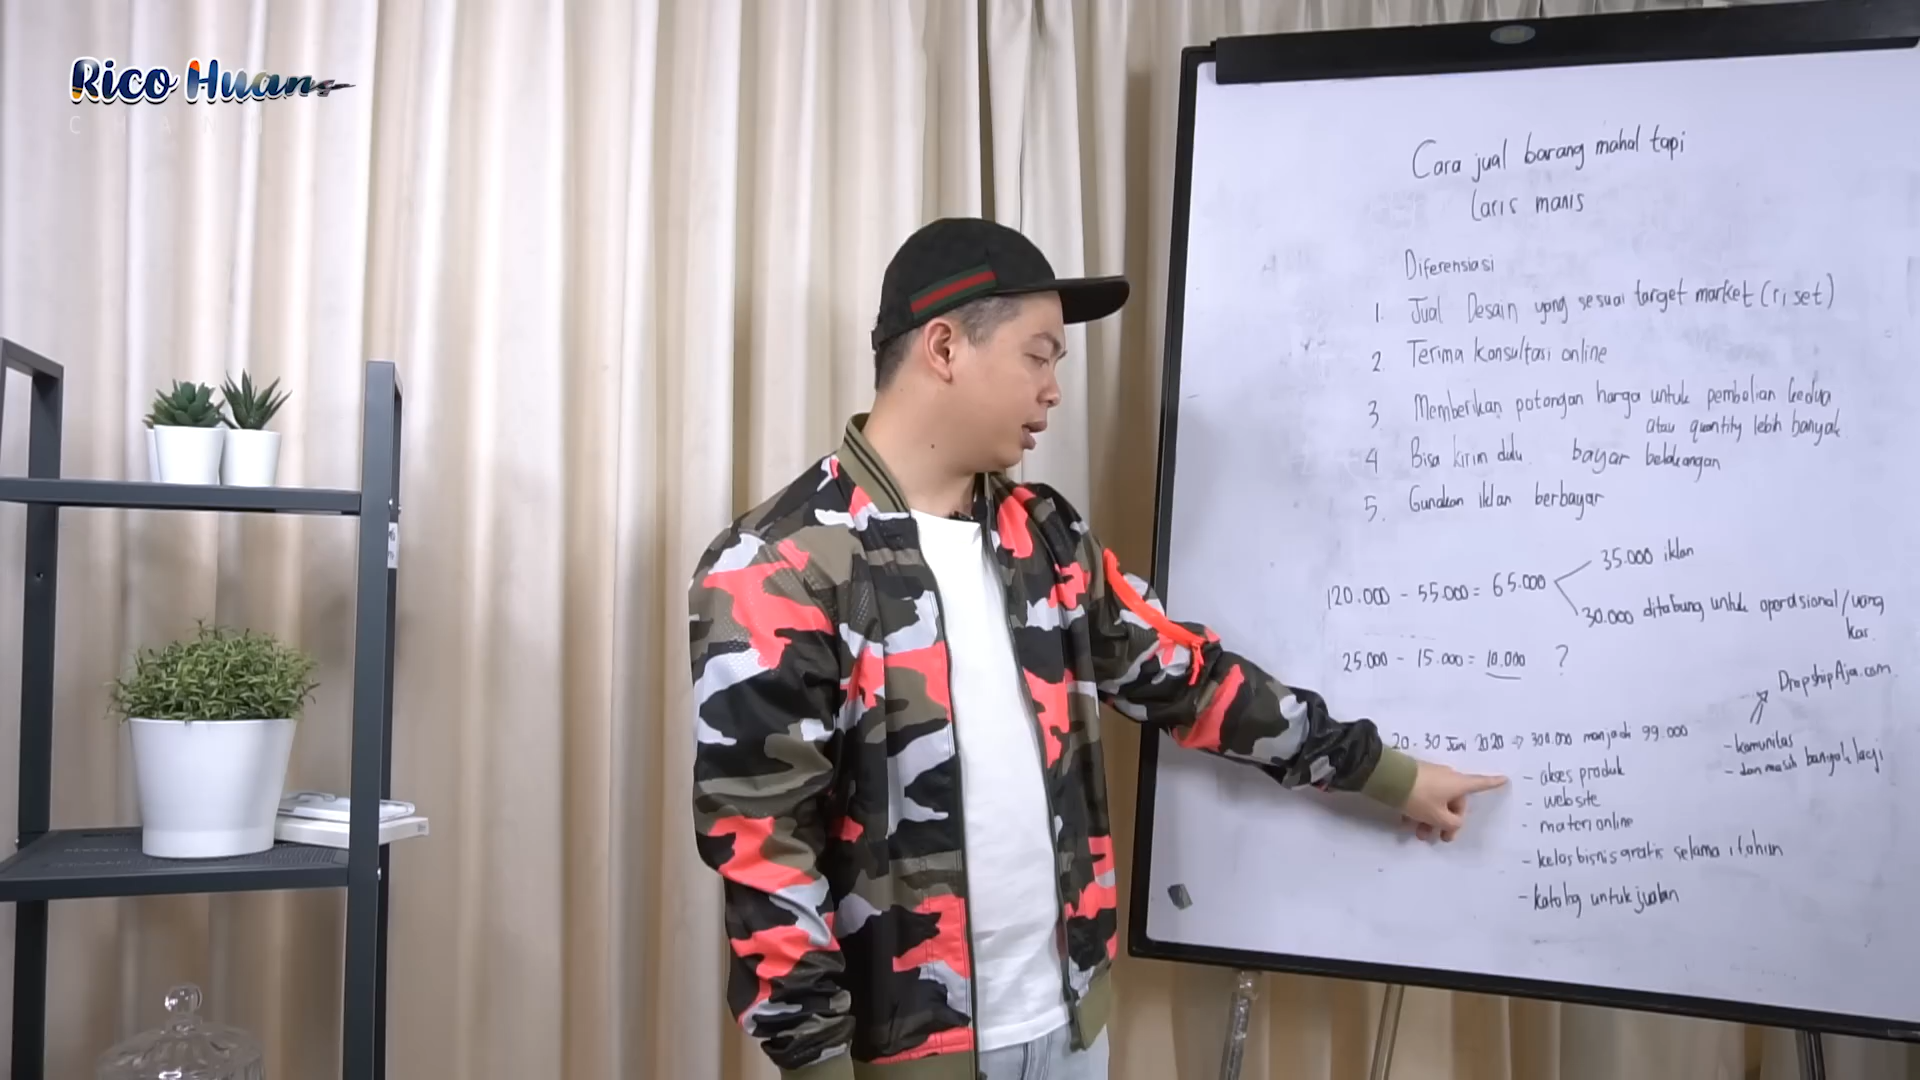 Rico Huang
CHANN
Cara jual barang mahal tapi
laris manis
Diferensiasi
1. Jual Desain yang sesuai target market (riset)
2. Terima konsultasi online
3 Memberikan potongan harga untuk pembelian kedua
atau quantity lebih banyak
4 Bisa kirim dulu bayar belakangan
5. Gunakan iklan berbayar
120.000 - 55.000 = 65.000
35.000 iklan
30.000 ditabung untuk operasional/uang
kas.
25.000 - 15.000 = 10.000 ?
DropshipAja.com
20-30 Juni 2020 => 300.000 menjadi 99.000
- komunitas
- dan masih banyak lagi
- akses produk
- website
- materi online
- kelas bisnis gratis selama 1 tahun
- katalog untuk jualan